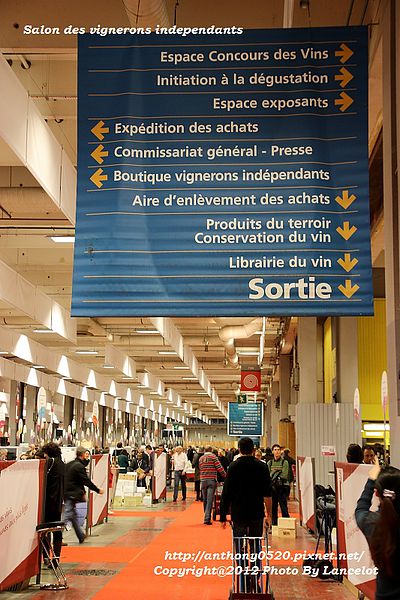 Salon des vignerons independants
Espace Concours des Vins
Initiation à la dégustation
Espace exposants
Expédition des achats
Commissariat général - Presse
Boutique vignerons indépendants
Aire d'enlèvement des achats
Produits du terroir
Conservation du vin
Librairie du vin
Sortie
http://anthony0520.pixnet.net/
Copyright@2012 Photo By Lancelot